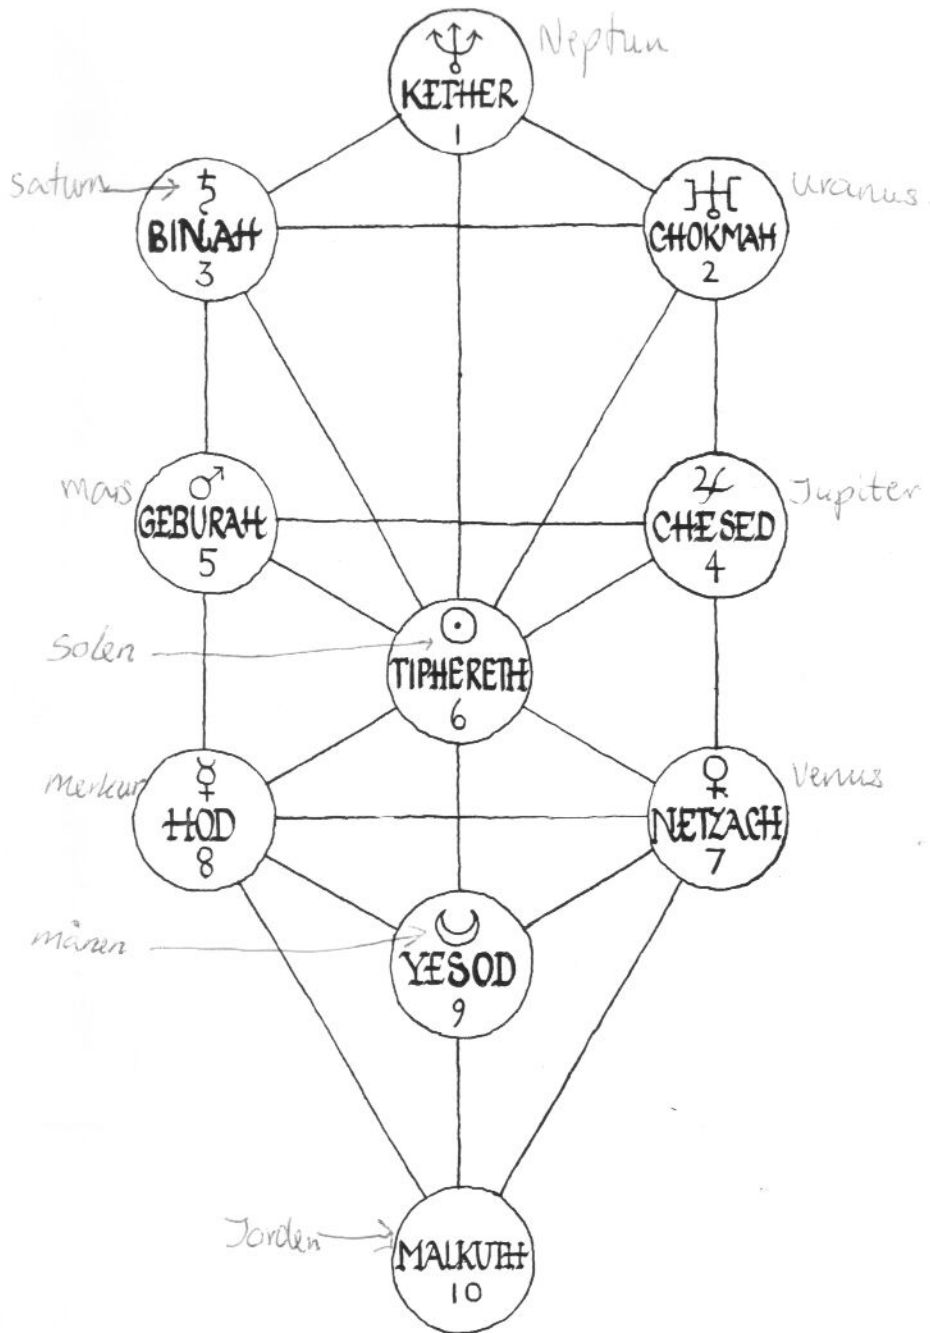 Neptun
KETHER
1
saturn
BINAH
3
CHOKMAH
2
Uranus
mars
GEBURAH
5
CHESED
4
Jupiter
Solen
TIPHERETH
6
merkur
HOD
8
NETZACH
7
Venus
månen
YESOD
9
Jorden
MALKUTH
10